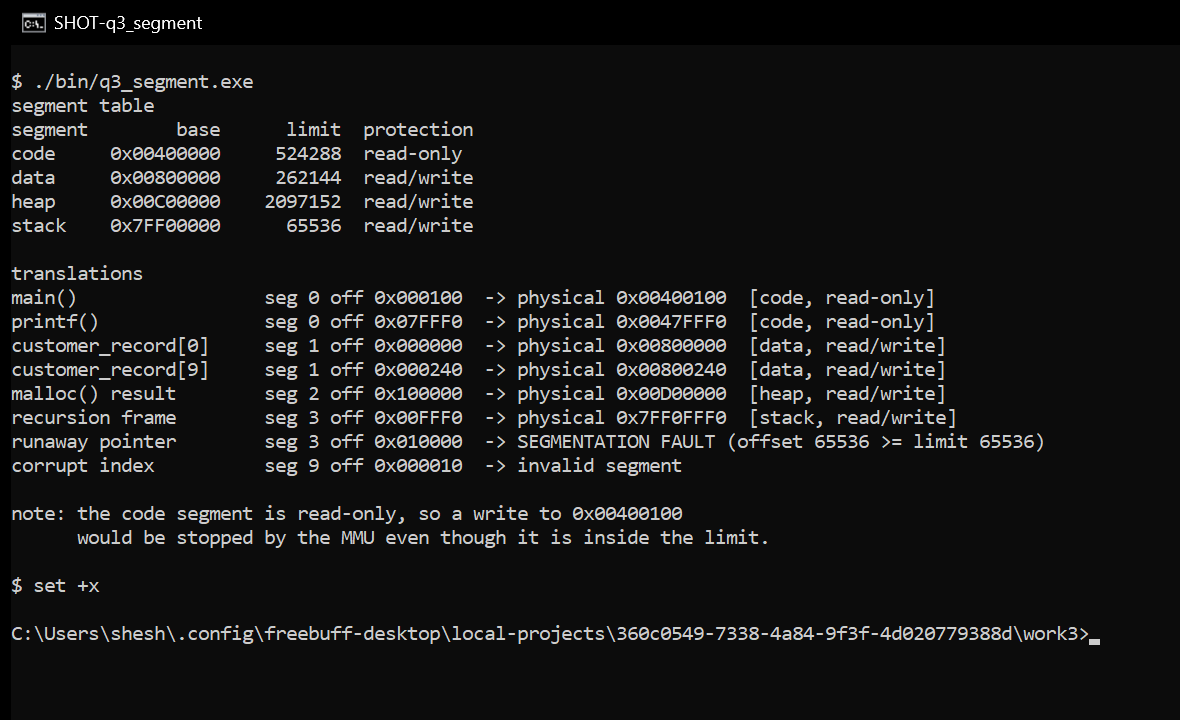 SHOT-q3_segment
$ ./bin/q3_segment.exe
segment table
segment        base      limit  protection
code     0x00400000     524288  read-only
data     0x00800000     262144  read/write
heap     0x00C00000    2097152  read/write
stack    0x7FF00000      65536  read/write
translations
main()                 seg 0 off 0x000100  -> physical 0x00400100  [code, read-only]
printf()               seg 0 off 0x07FFF0  -> physical 0x0047FFF0  [code, read-only]
customer_record[0]     seg 1 off 0x000000  -> physical 0x00800000  [data, read/write]
customer_record[9]     seg 1 off 0x000240  -> physical 0x00800240  [data, read/write]
malloc() result        seg 2 off 0x100000  -> physical 0x00D00000  [heap, read/write]
recursion frame        seg 3 off 0x00FFF0  -> physical 0x7FF0FFF0  [stack, read/write]
runaway pointer        seg 3 off 0x010000  -> SEGMENTATION FAULT (offset 65536 >= limit 65536)
corrupt index          seg 9 off 0x000010  -> invalid segment
note: the code segment is read-only, so a write to 0x00400100
      would be stopped by the MMU even though it is inside the limit.
$ set +x
C:\Users\shesh\.config\freebuff-desktop\local-projects\360c0549-7338-4a84-9f3f-4d020779388d\work3>